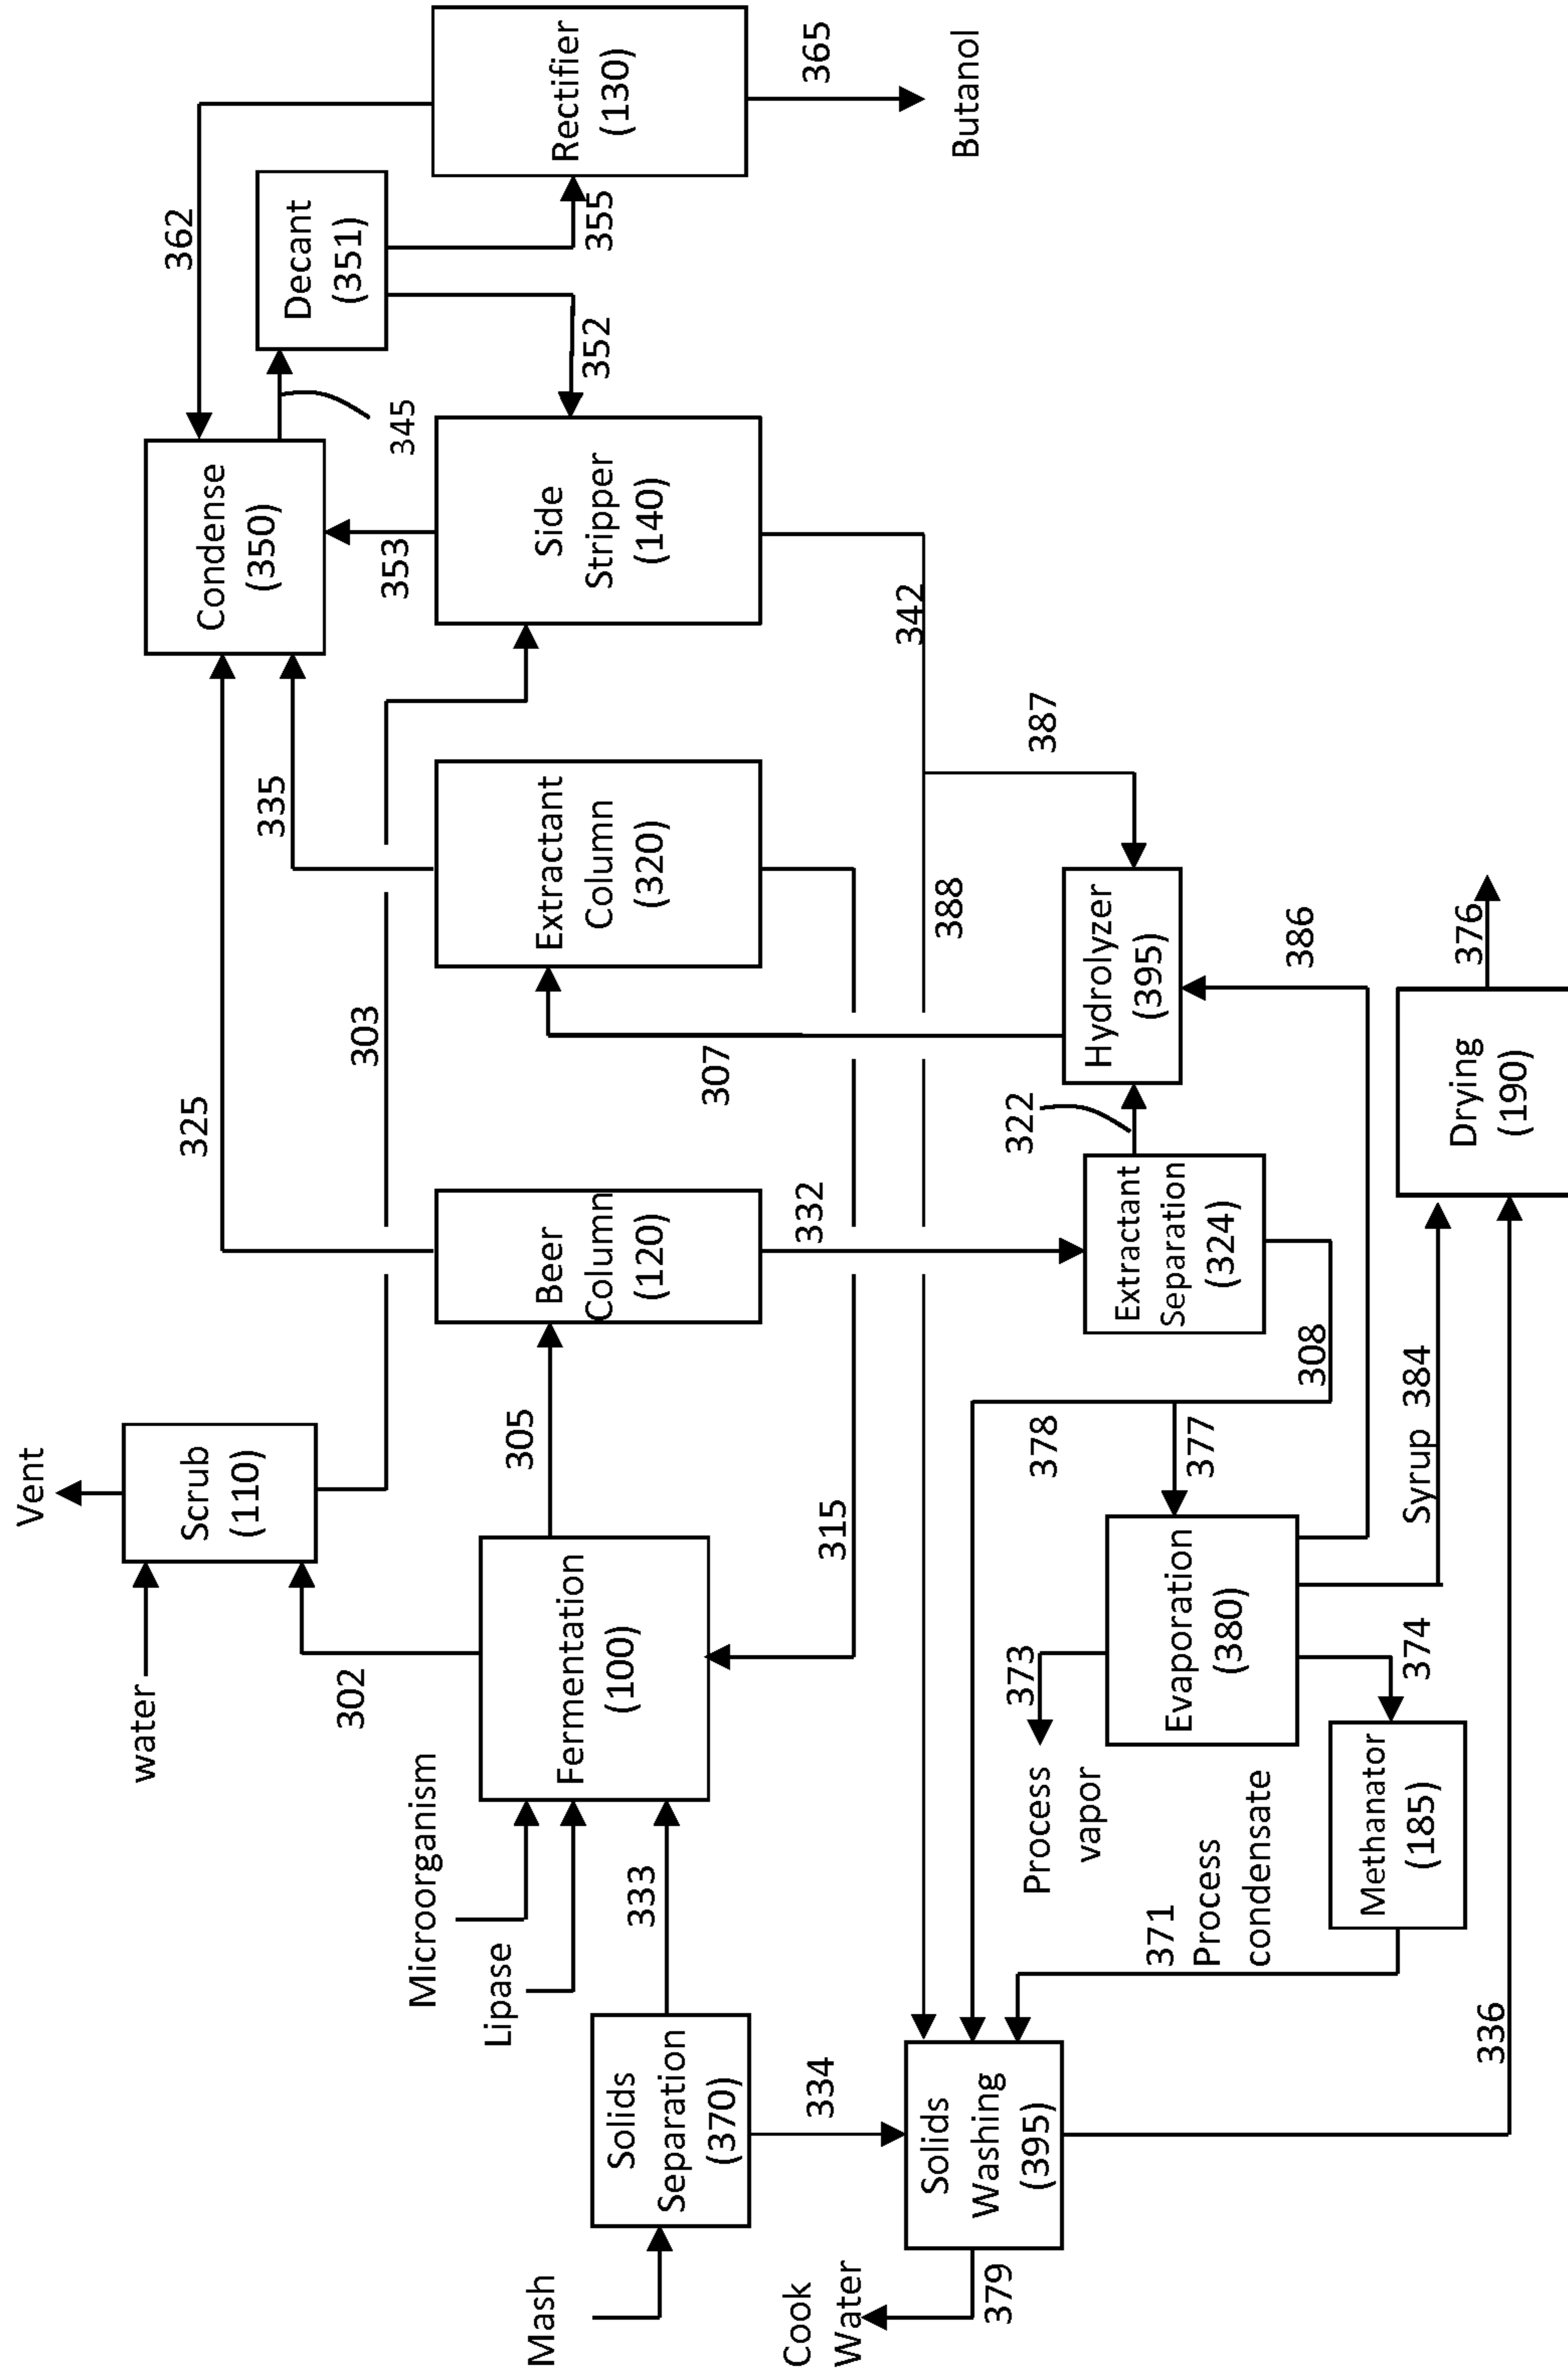 Vent
water
Scrub
(110)
302
303
325
335
362
Condense
(350)
345
Decant
(351)
353
352
355
Rectifier
(130)
365
Butanol
Microorganism
Lipase
333
Fermentation
(100)
305
Beer
Column
(120)
Extractant
Column
(320)
Side
Stripper
(140)
Mash
Solids
Separation
(370)
334
315
332
307
342
388
387
Cook
Water
379
Solids
Washing
(395)
378
377
308
322
Extractant
Separation
(324)
Hydrolyzer
(395)
386
373
Process
vapor
371
Process
condensate
Evaporation
(380)
374
Methanator
(185)
Syrup 384
336
Drying
(190)
376